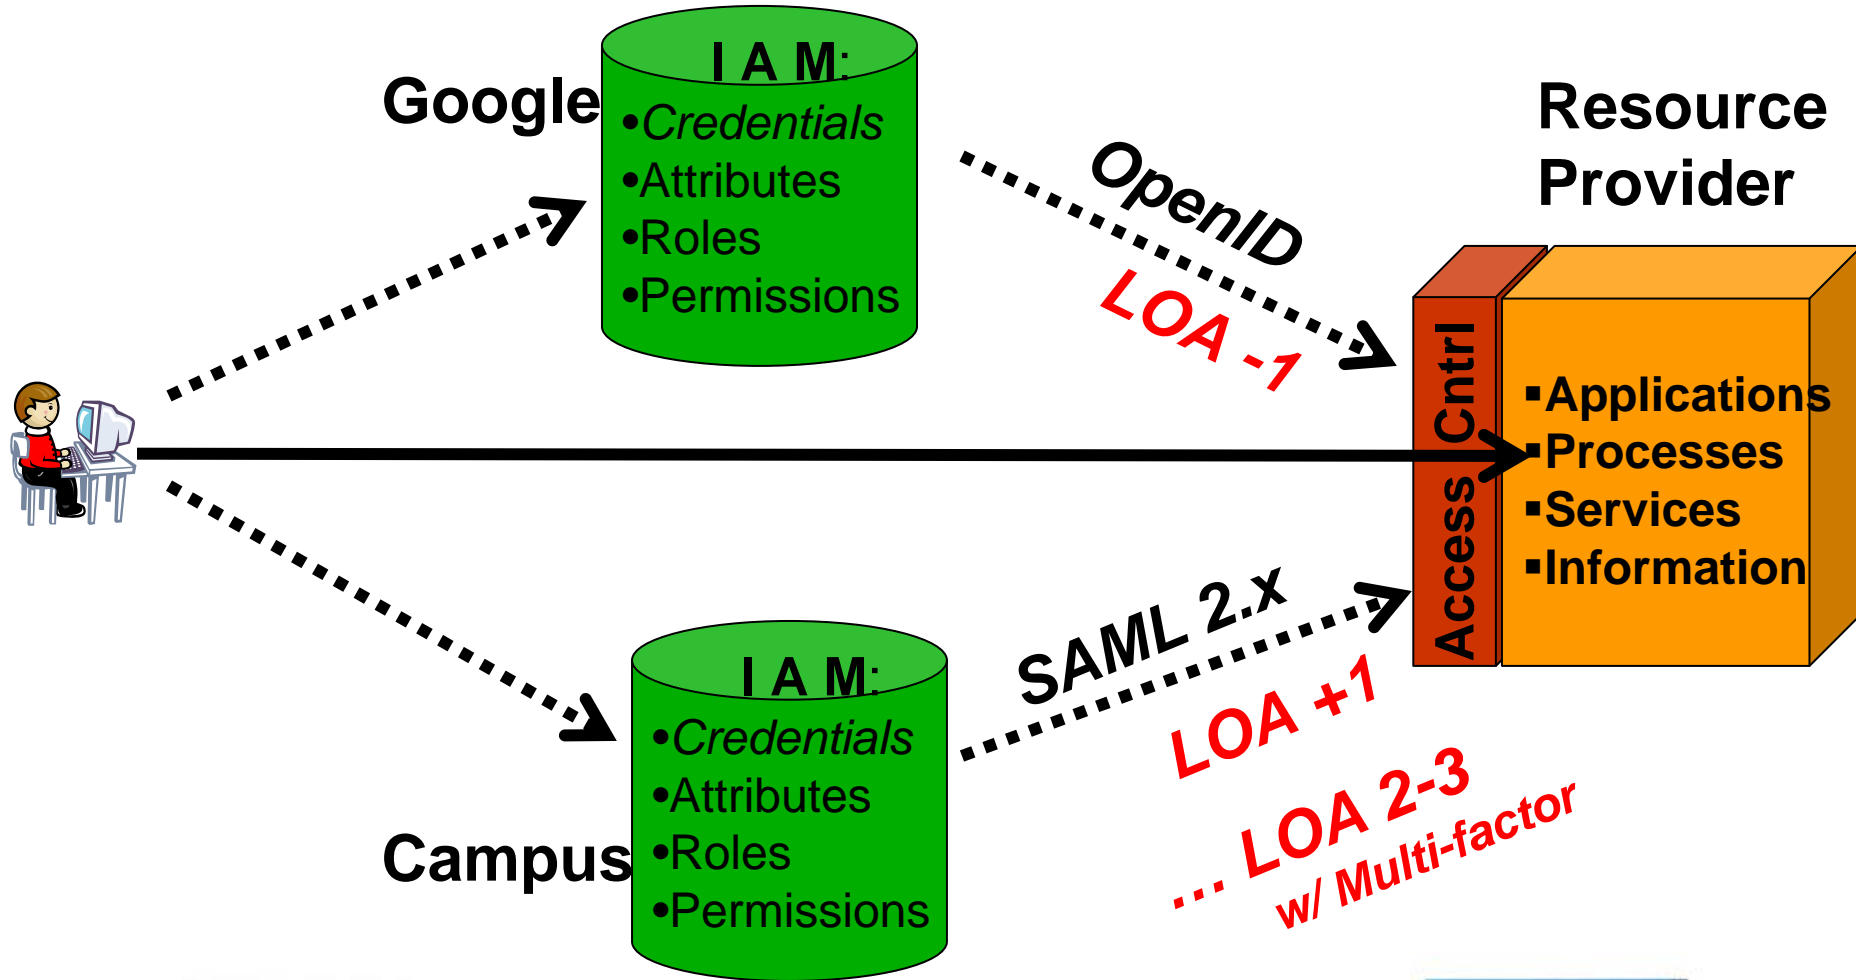 Google
I A M:
•Credentials
•Attributes
•Roles
•Permissions
OpenID
LOA -1
Resource
Provider
Access Cntrl
▪Applications
▪Processes
▪Services
▪Information
Campus
I A M:
•Credentials
•Attributes
•Roles
•Permissions
SAML 2.x
LOA +1
... LOA 2-3
w/ Multi-factor